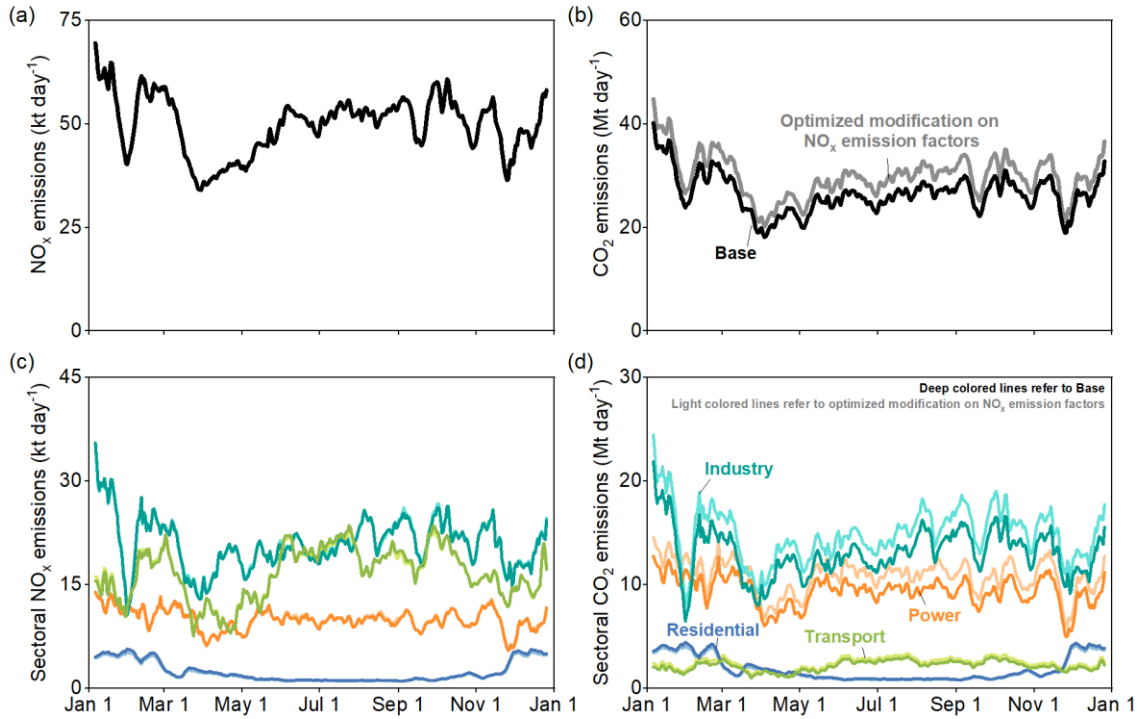 (a)
75
50
25
0
NOx emissions (kt day-1)
(b)
60
40
20
0
CO2 emissions (Mt day-1)
Optimized modification on
NOx emission factors
Base
(c)
45
30
15
0
Sectoral NOx emissions (kt day-1)
Jan 1 Mar 1 May 1 Jul 1 Sep 1 Nov 1 Jan 1
(d)
30
20
10
0
Sectoral CO2 emissions (Mt day-1)
Deep colored lines refer to Base
Light colored lines refer to optimized modification on NOx emission factors
Industry
Power
Residential
Transport
Jan 1 Mar 1 May 1 Jul 1 Sep 1 Nov 1 Jan 1